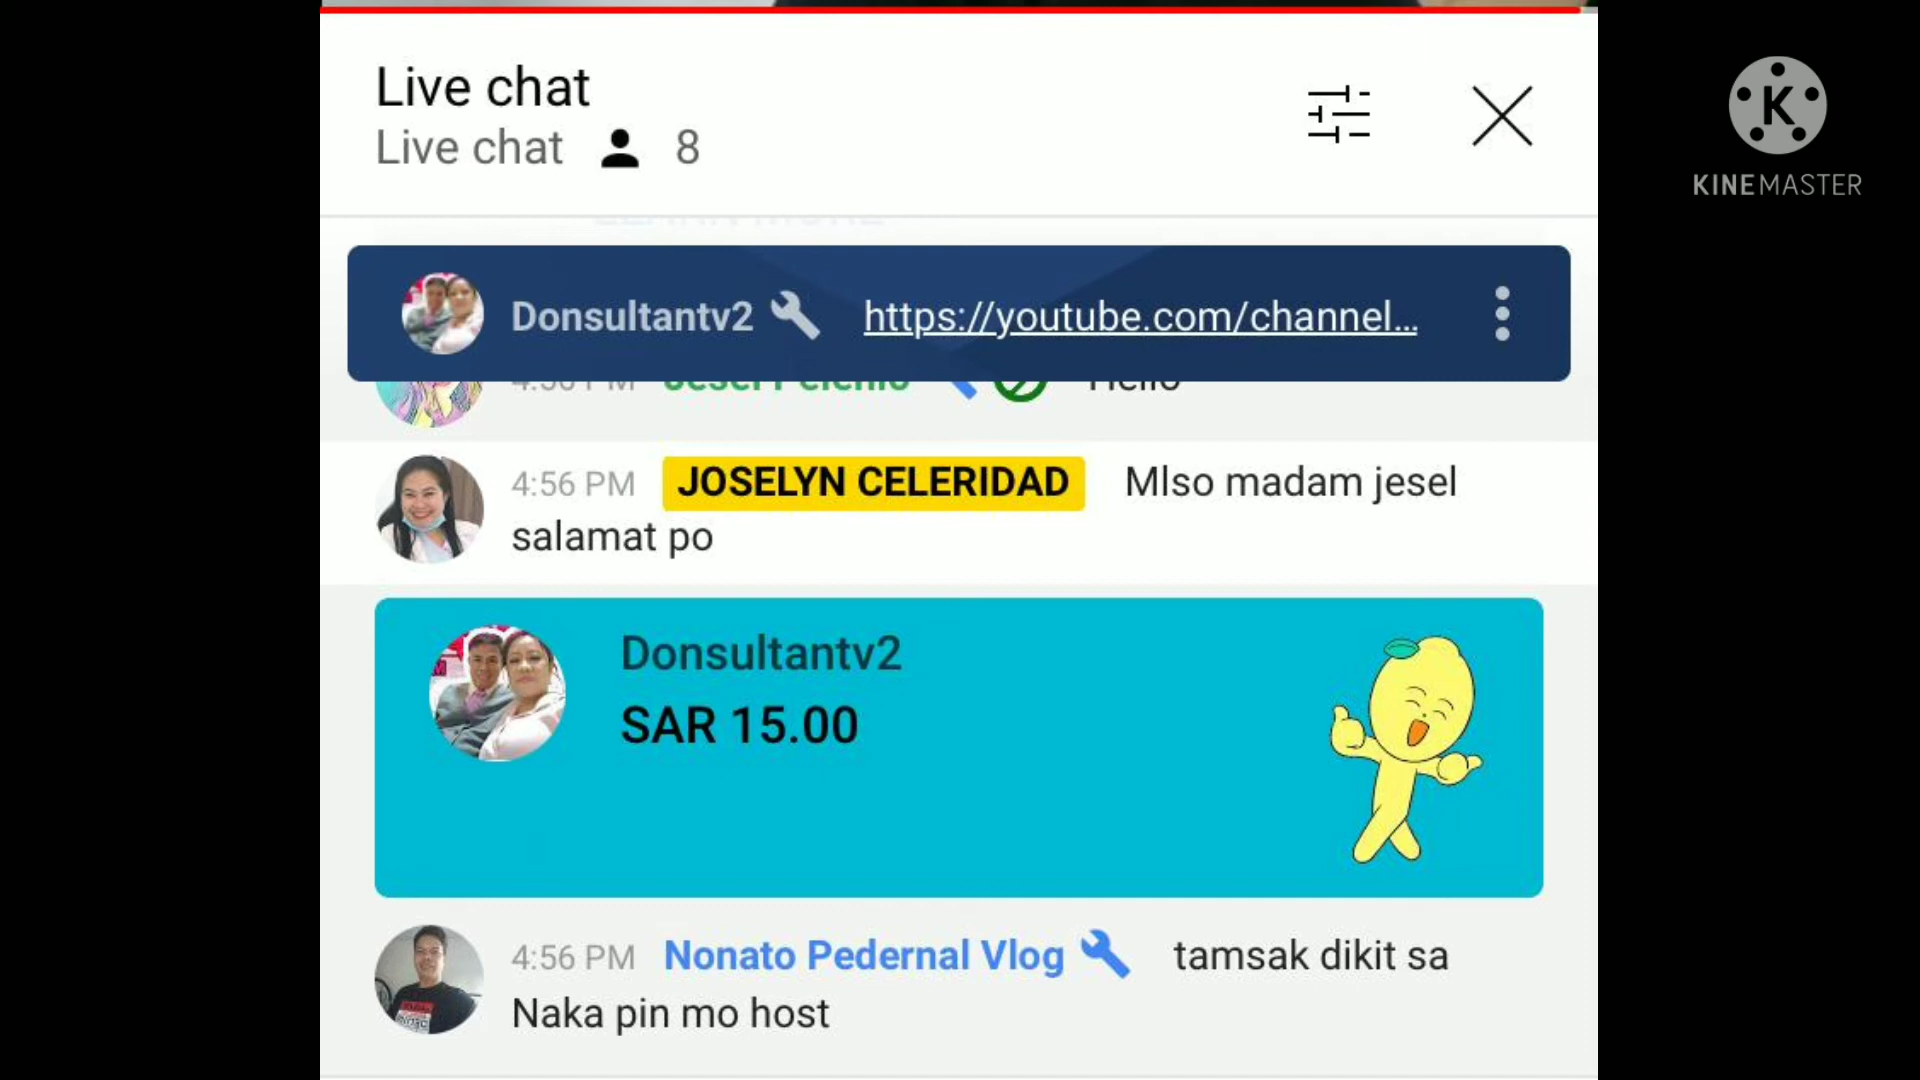 Live chat
Live chat 8
KINEMASTER
Donsultantv2 https://youtube.com/channel...
4:56 PM JOSELYN CELERIDAD Mlso madam jesel
salamat po
Donsultantv2
SAR 15.00
4:56 PM Nonato Pedernal Vlog tamsak dikit sa
Naka pin mo host